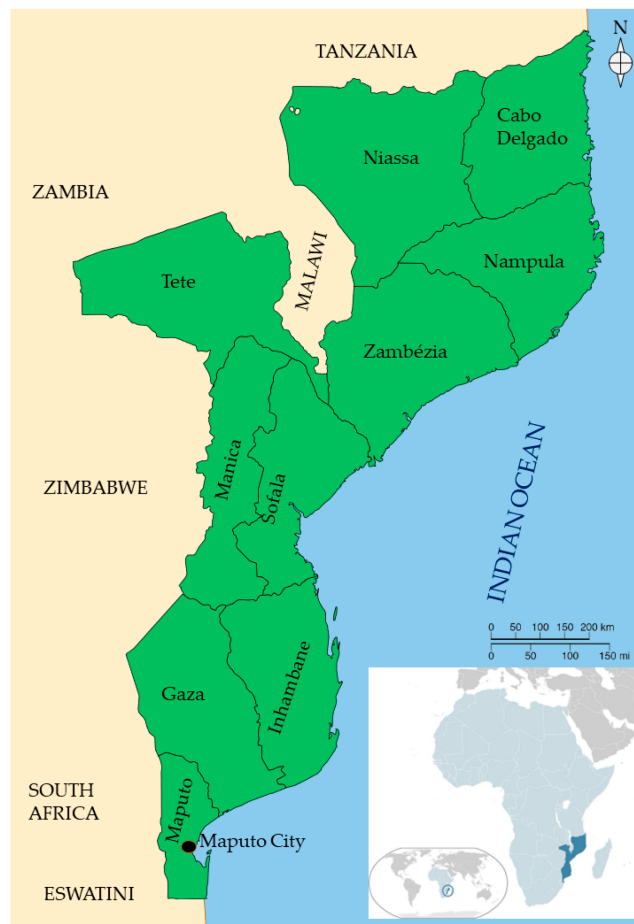 TANZANIA
N
Cabo
Delgado
Niassa
ZAMBIA
MALAWI
Nampula
Tete
Zambézia
Manica
Sofala
ZIMBABWE
INDIAN OCEAN
0 50 100 150 200 km
0 50 100 150 mi
Gaza
Inhambane
SOUTH
AFRICA
Maputo
Maputo City
ESWATINI